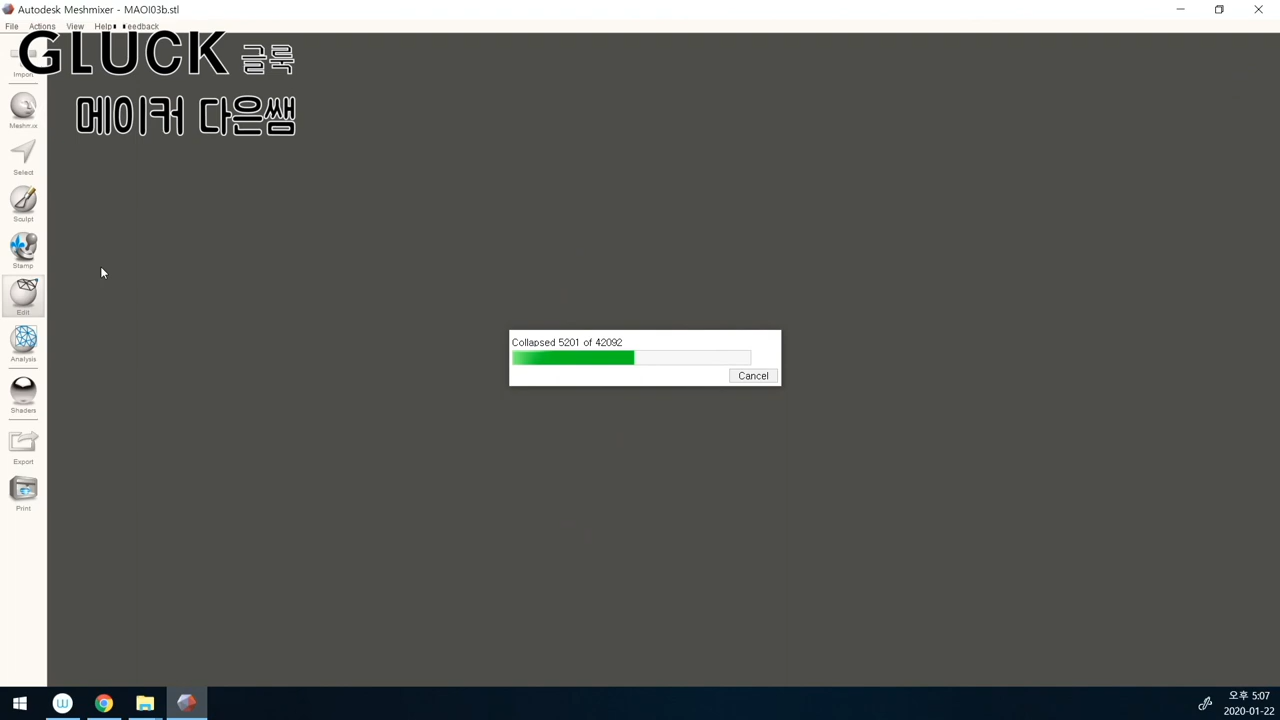 Autodesk Meshmixer - MAOI03b.stl
File Actions View Help Feedback
GLUCK 글룩
메이커 다은쌤
Import
Meshmix
Select
Sculpt
Stamp
Edit
Analysis
Shaders
Export
Print
Collapsed 5201 of 42092
Cancel
오후 5:07
2020-01-22